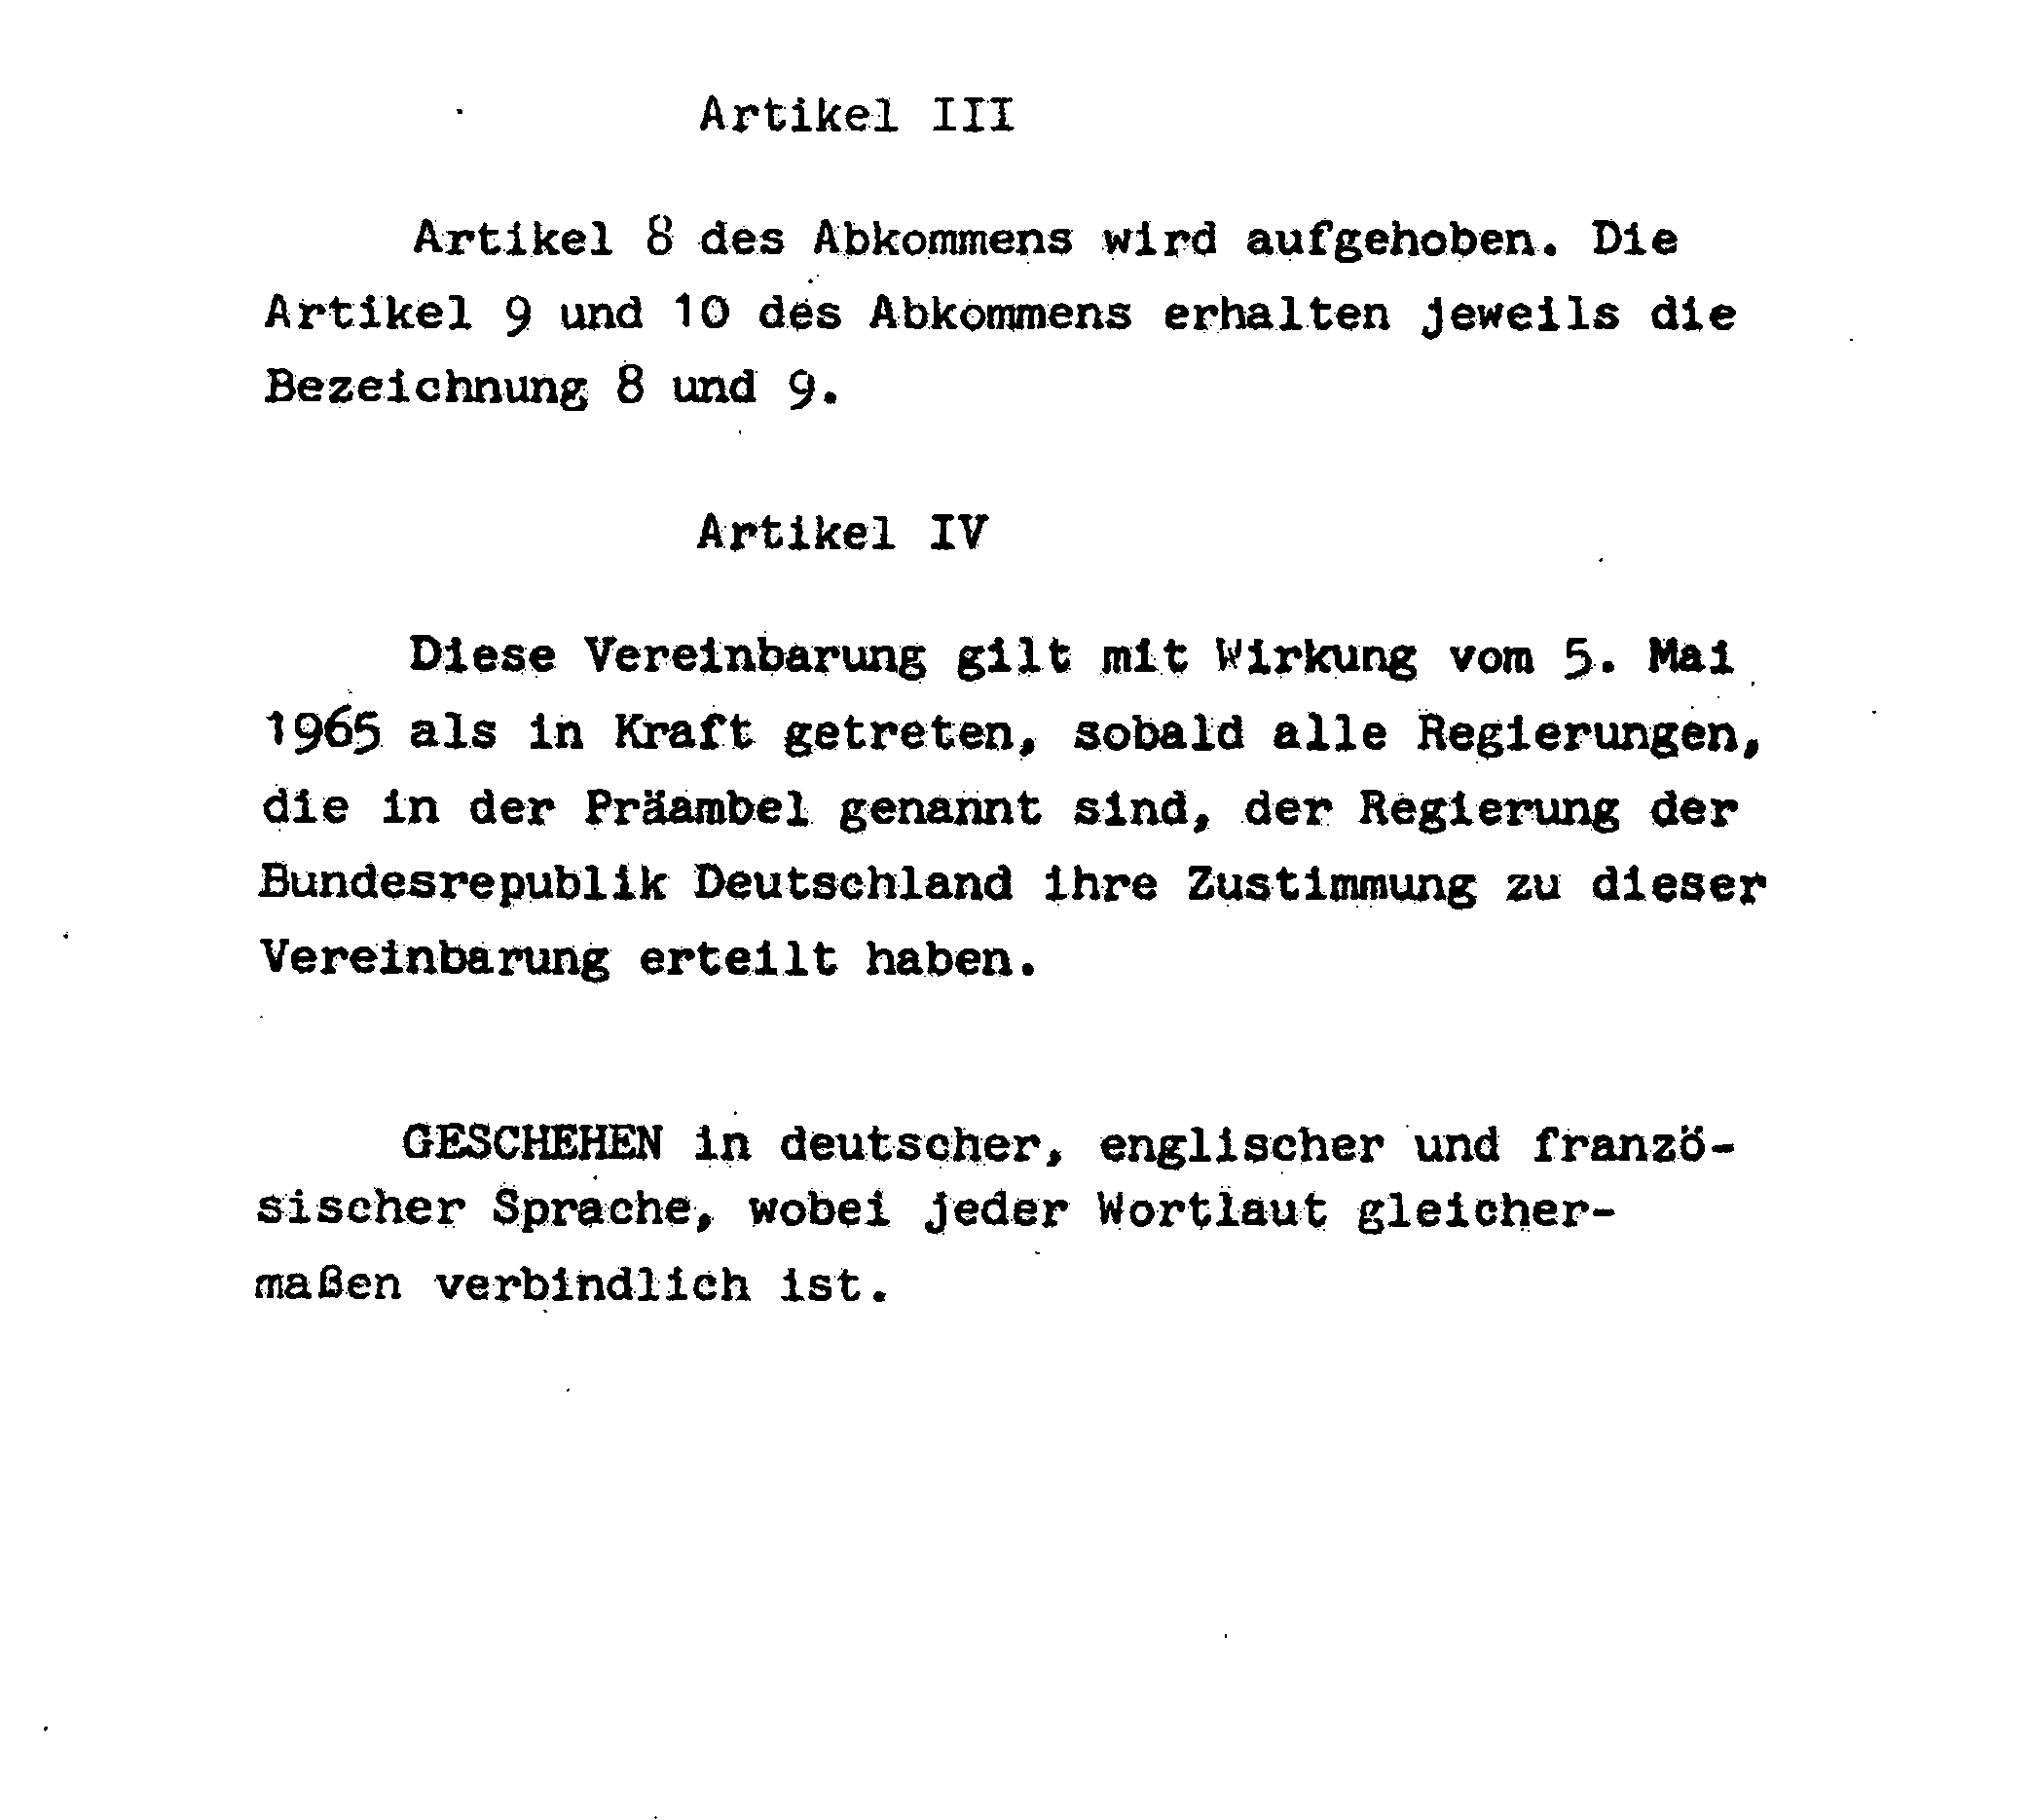 Artikel III
Artikel 8 des Abkommens wird aufgehoben. Die
Artikel 9 und 10 des Abkommens erhalten jeweils die
Bezeichnung 8 und 9.
Artikel IV
Diese Vereinbarung gilt mit Wirkung vom 5. Mai
1965 als in Kraft getreten, sobald alle Regierungen,
die in der Präambel genannt sind, der Regierung der
Bundesrepublik Deutschland ihre Zustimmung zu dieser
Vereinbarung erteilt haben.
GESCHEHEN in deutscher, englischer und franzö-
sischer Sprache, wobei jeder Wortlaut gleicher-
maßen verbindlich ist.